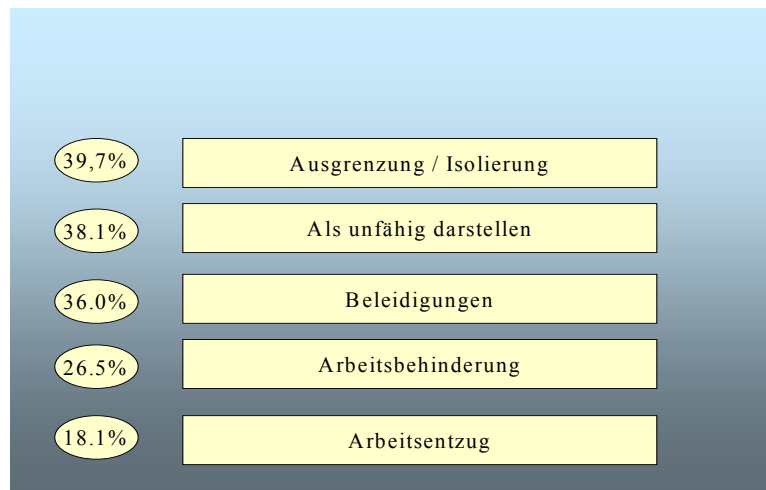 39,7% Ausgrenzung / Isolierung
38.1% Als unfähig darstellen
36.0% Beleidigungen
26.5% Arbeitsbehinderung
18.1% Arbeitsentzug